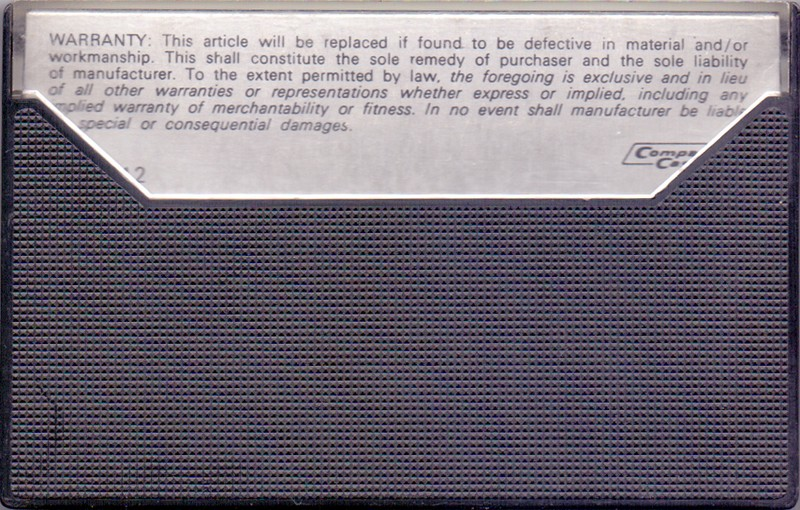 WARRANTY: This article will be replaced if found to be defective in material and/or
workmanship. This shall constitute the sole remedy of purchaser and the sole liability
of manufacturer. To the extent permitted by law, the foregoing is exclusive and in lieu
of all other warranties or representations whether express or implied, including any
implied warranty of merchantability or fitness. In no event shall manufacturer be liable
special or consequential damages.
12